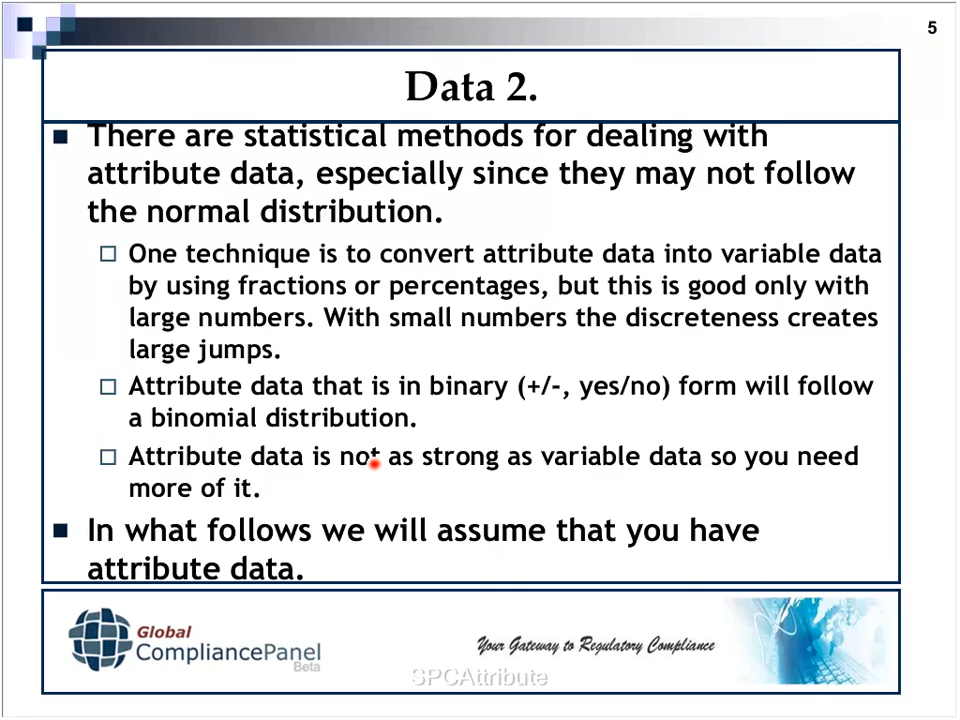 5
Data 2.
There are statistical methods for dealing with
attribute data, especially since they may not follow
the normal distribution.
One technique is to convert attribute data into variable data
by using fractions or percentages, but this is good only with
large numbers. With small numbers the discreteness creates
large jumps.
Attribute data that is in binary (+/-, yes/no) form will follow
a binomial distribution.
Attribute data is not as strong as variable data so you need
more of it.
In what follows we will assume that you have
attribute data.
Global
CompliancePanel
Beta
Your Gateway to Regulatory Compliance
SPCAttribute